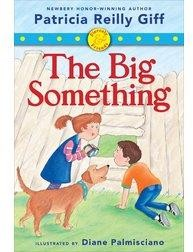 NEWBERY HONOR-WINNING AUTHOR
Patricia Reilly Giff
The Big
Something
ILLUSTRATED BY Diane Palmisciano